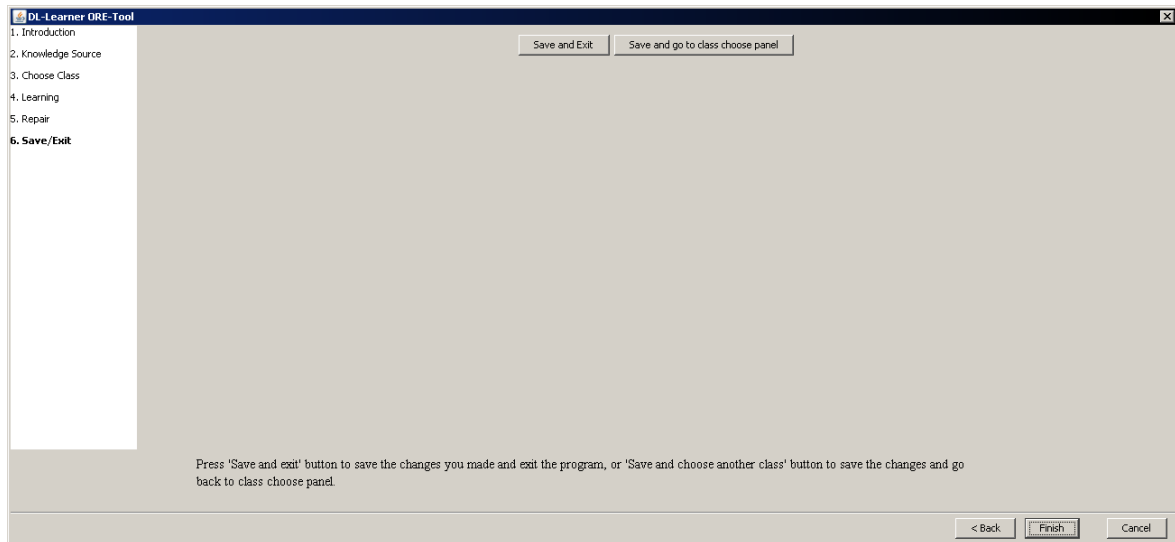 DL-Learner ORE-Tool
1. Introduction
2. Knowledge Source
3. Choose Class
4. Learning
5. Repair
6. Save/Exit
Save and Exit
Save and go to class choose panel
Press 'Save and exit' button to save the changes you made and exit the program, or 'Save and choose another class' button to save the changes and go
back to class choose panel.
< Back
Finish
Cancel